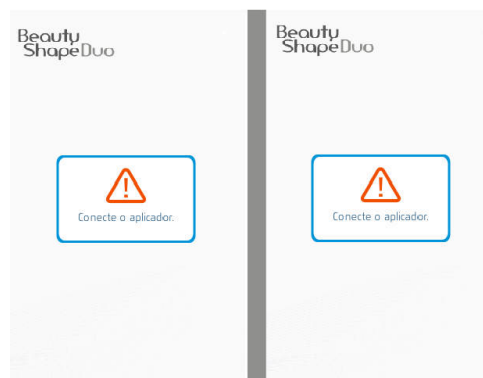 Beauty
ShapeDuo
Conecte o aplicador.
Beauty
ShapeDuo
Conecte o aplicador.